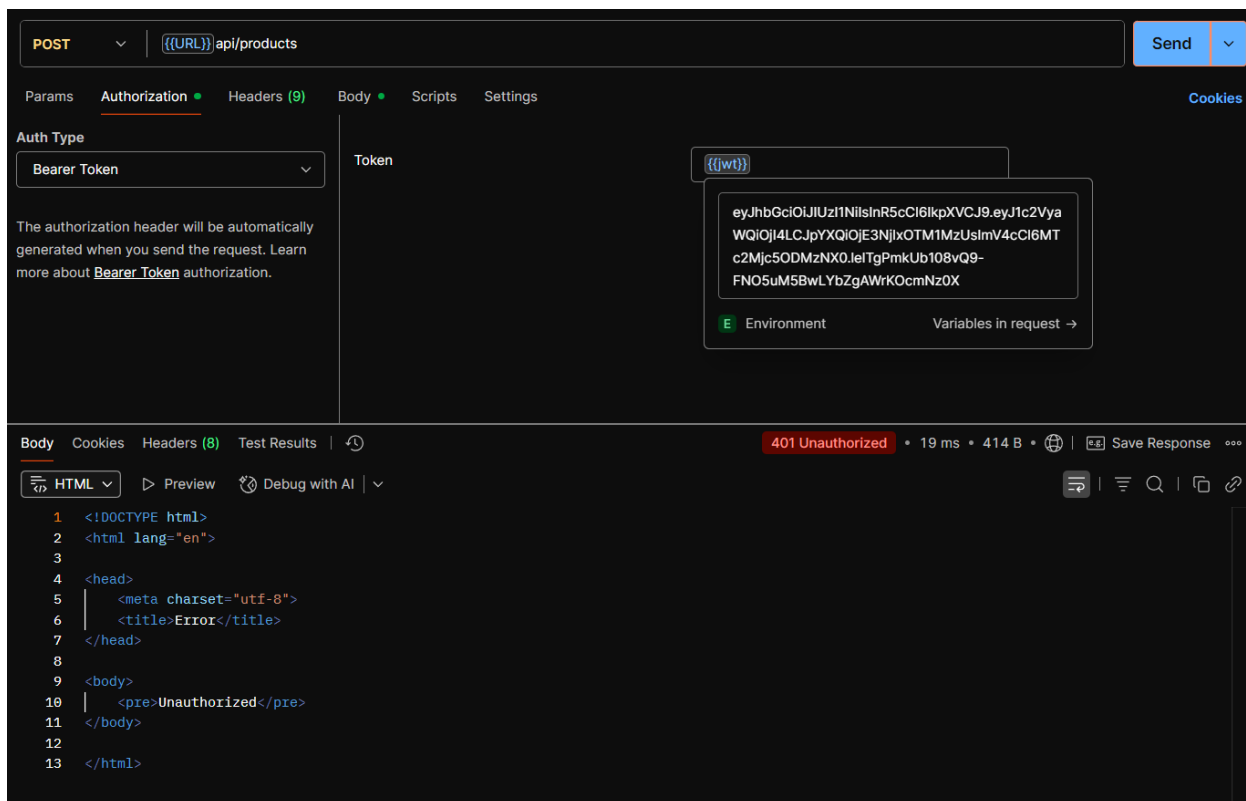 POST
{{URL}}api/products
Send
Params Authorization Headers (9) Body Scripts Settings
Cookies
Auth Type
Bearer Token
The authorization header will be automatically
generated when you send the request. Learn
more about Bearer Token authorization.
Token
{{jwt}}
eyJhbGciOiJIUzI1NiIsInR5cCI6IkpXVCJ9.eyJ1c2Vya
WQiOjI4LCJpYXQiOjE3NjIxOTM1MzUsImV4cCI6MT
c2Mjc5ODMzNX0.leITgPmkUb108vQ9-
FNO5uM5BwLYbZgAWrKOcmNz0X
E Environment Variables in request →
Body Cookies Headers (8) Test Results
401 Unauthorized • 19 ms • 414 B • e.g. Save Response
HTML Preview Debug with AI
1 <!DOCTYPE html>
2 <html lang="en">
3
4 <head>
5 <meta charset="utf-8">
6 <title>Error</title>
7 </head>
8
9 <body>
10 <pre>Unauthorized</pre>
11 </body>
12
13 </html>